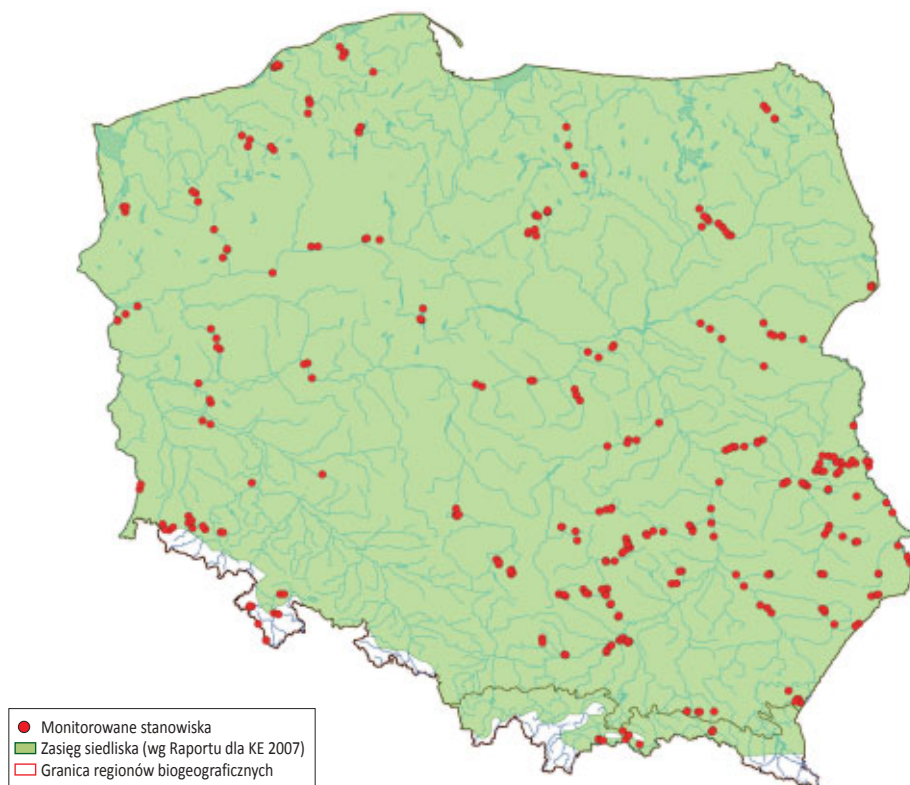 Monitorowane stanowiska
Zasięg siedliska (wg Raportu dla KE 2007)
Granica regionów biogeograficznych